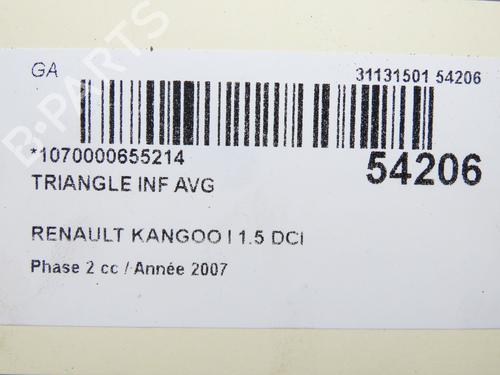 GA 31131501 54206
*1070000655214 54206
TRIANGLE INF AVG
RENAULT KANGOO I 1.5 DCI
Phase 2 cc / Année 2007
B-PARTS